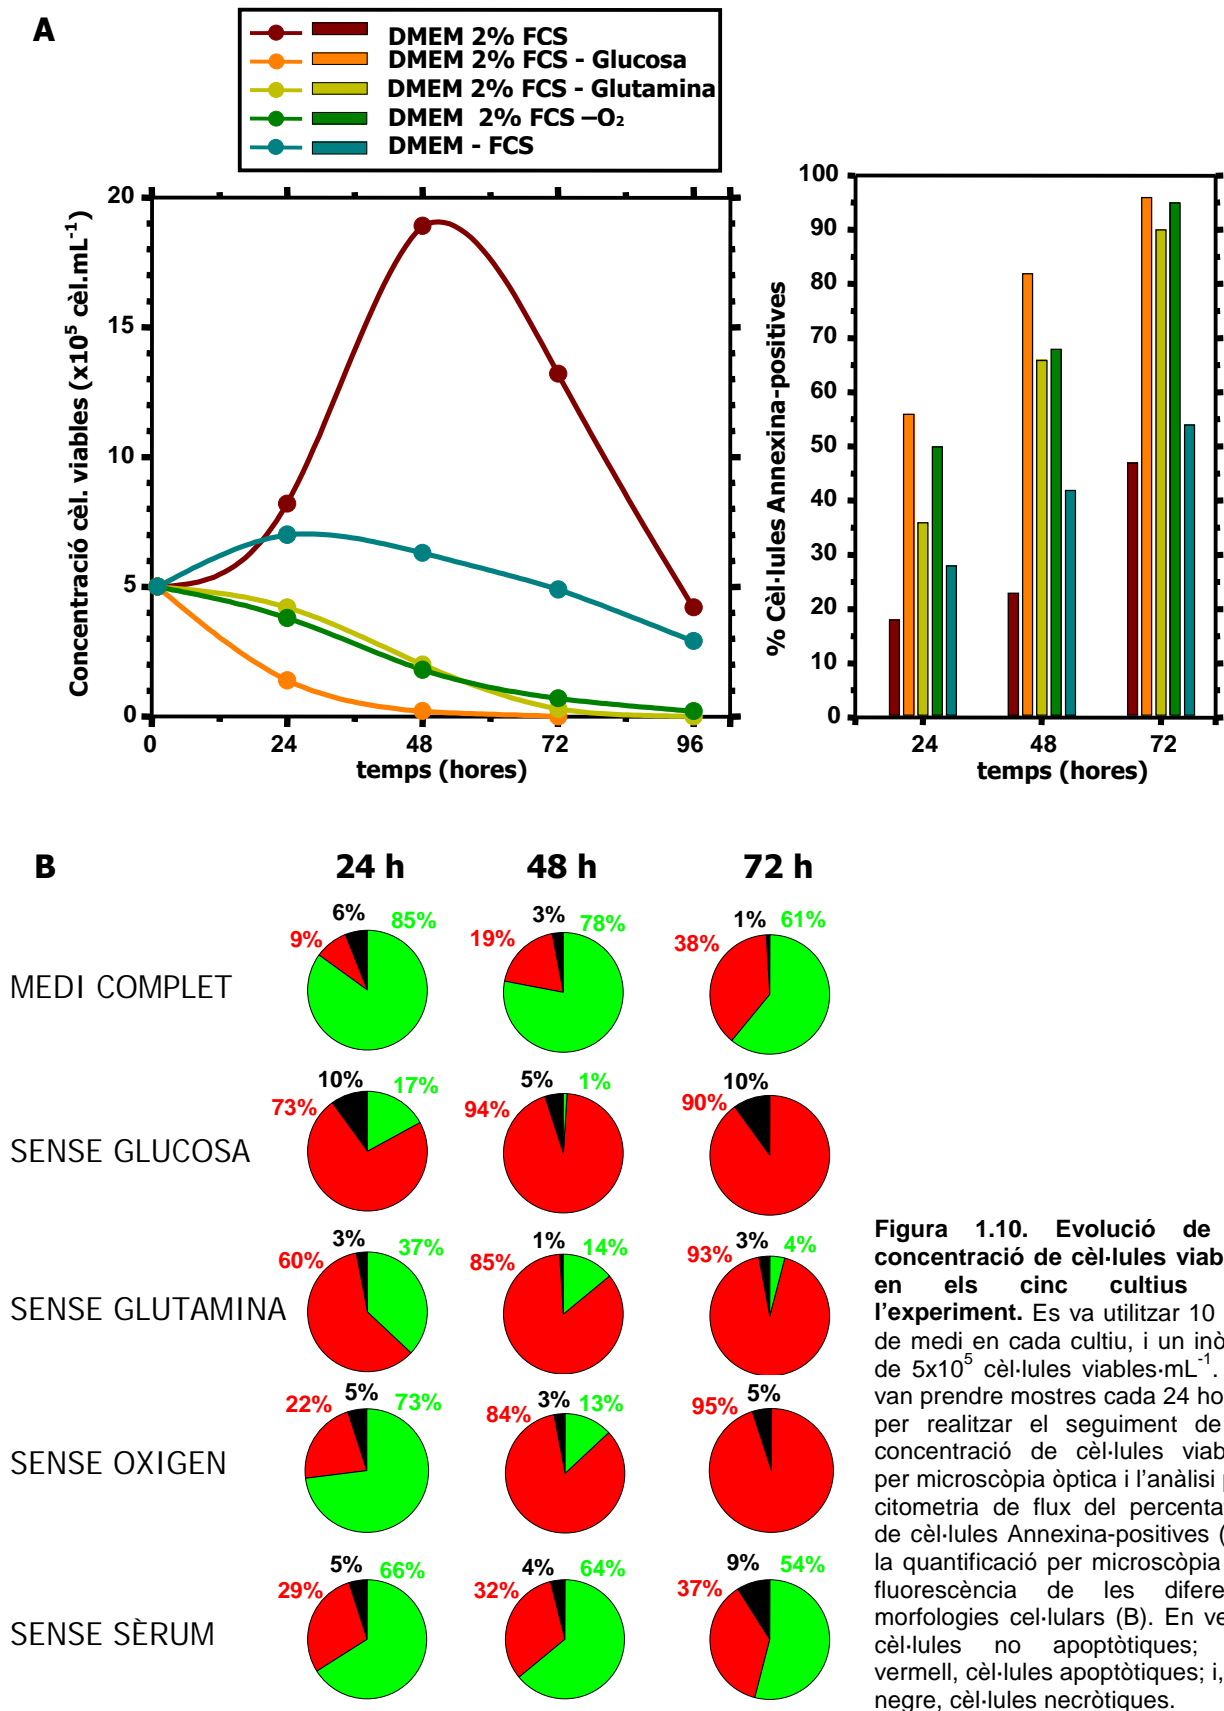 A
DMEM 2% FCS
DMEM 2% FCS - Glucosa
DMEM 2% FCS - Glutamina
DMEM 2% FCS –O₂
DMEM - FCS
Concentració cèl. viables (x10⁵ cèl.mL⁻¹)
20
15
10
5
0
0 24 48 72 96
temps (hores)
% Cèl·lules Annexina-positives
100
90
80
70
60
50
40
30
20
10
0
24 48 72
temps (hores)
B
24 h 48 h 72 h
MEDI COMPLET
9% 6% 85%
19% 3% 78%
38% 1% 61%
SENSE GLUCOSA
73% 10% 17%
94% 5% 1%
90% 10%
SENSE GLUTAMINA
60% 3% 37%
85% 1% 14%
93% 3% 4%
SENSE OXIGEN
22% 5% 73%
84% 3% 13%
95% 5%
SENSE SÈRUM
29% 5% 66%
32% 4% 64%
37% 9% 54%
Figura 1.10. Evolució de
concentració de cèl·lules viab
en els cinc cultius
l'experiment. Es va utilitzar 10
de medi en cada cultiu, i un inò
de 5x10⁵ cèl·lules viables·mL⁻¹.
van prendre mostres cada 24 ho
per realitzar el seguiment de
concentració de cèl·lules viab
per microscòpia òptica i l'anàlisi p
citometria de flux del percenta
de cèl·lules Annexina-positives (
la quantificació per microscòpia
fluorescència de les difere
morfologies cel·lulars (B). En ve
cèl·lules no apoptòtiques;
vermell, cèl·lules apoptòtiques; i,
negre, cèl·lules necròtiques.